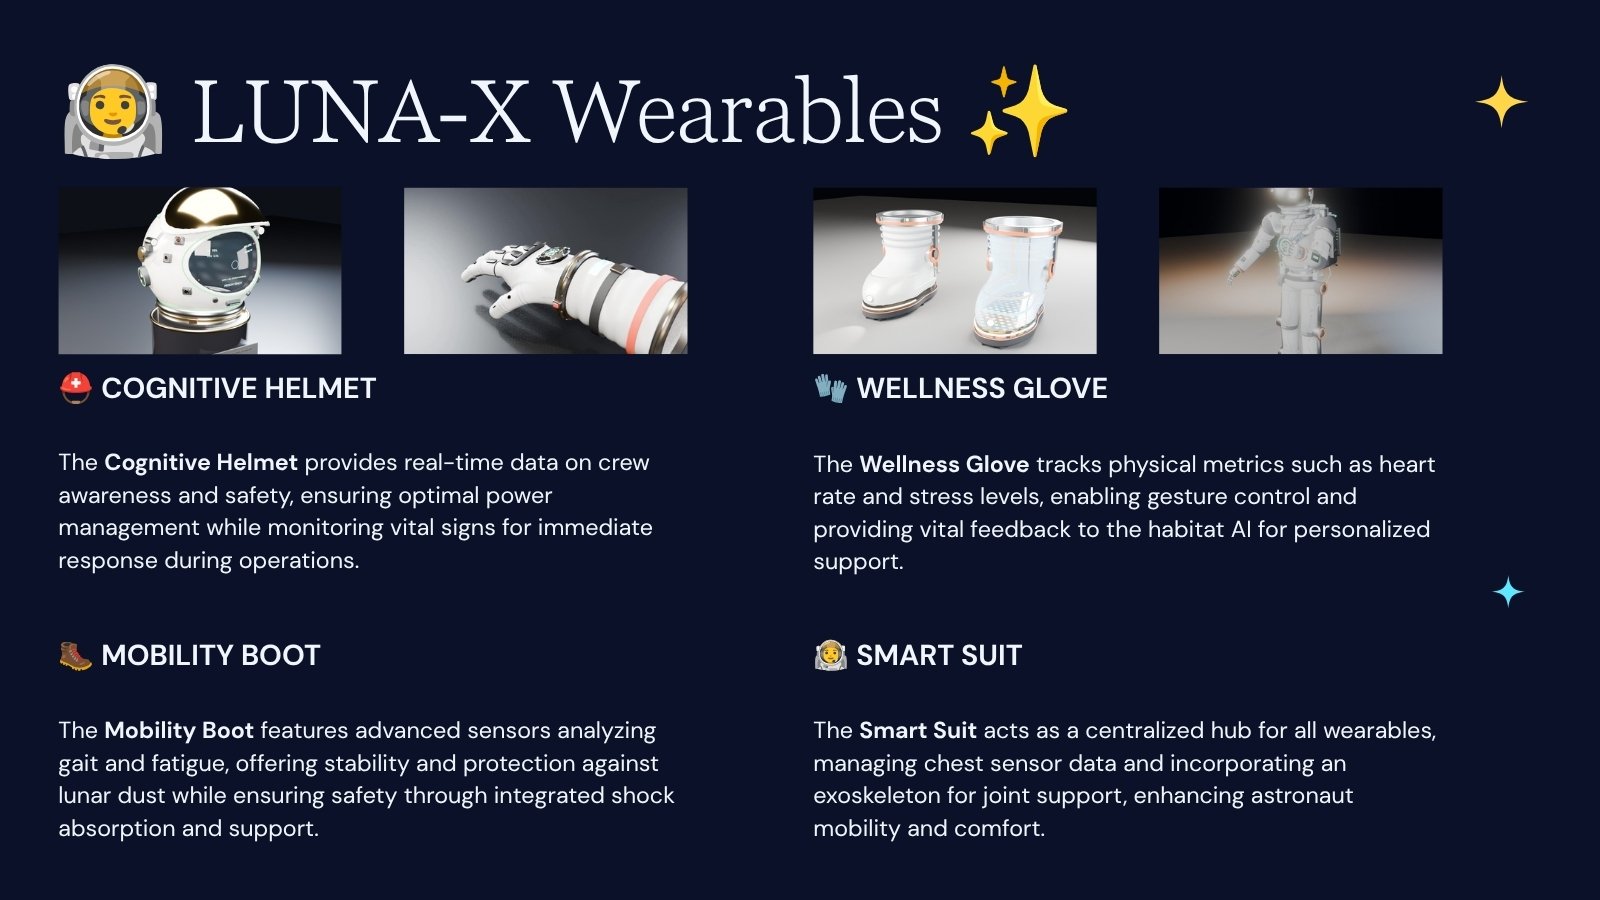 LUNA-X Wearables
COGNITIVE HELMET
The Cognitive Helmet provides real-time data on crew
awareness and safety, ensuring optimal power
management while monitoring vital signs for immediate
response during operations.
WELLNESS GLOVE
The Wellness Glove tracks physical metrics such as heart
rate and stress levels, enabling gesture control and
providing vital feedback to the habitat AI for personalized
support.
MOBILITY BOOT
The Mobility Boot features advanced sensors analyzing
gait and fatigue, offering stability and protection against
lunar dust while ensuring safety through integrated shock
absorption and support.
SMART SUIT
The Smart Suit acts as a centralized hub for all wearables,
managing chest sensor data and incorporating an
exoskeleton for joint support, enhancing astronaut
mobility and comfort.